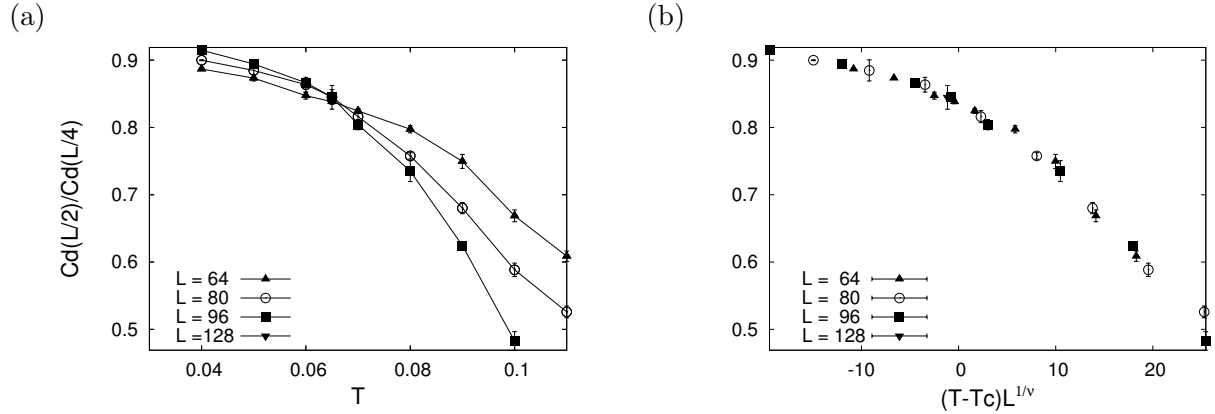 (a)
Cd(L/2)/Cd(L/4)
0.9
0.8
0.7
0.6
0.5
L = 64
L = 80
L = 96
L =128
0.04
0.06
0.08
0.1
T
(b)
0.9
0.8
0.7
0.6
0.5
L = 64
L = 80
L = 96
L =128
-10
0
10
20
(T-Tc)L^{1/ν}